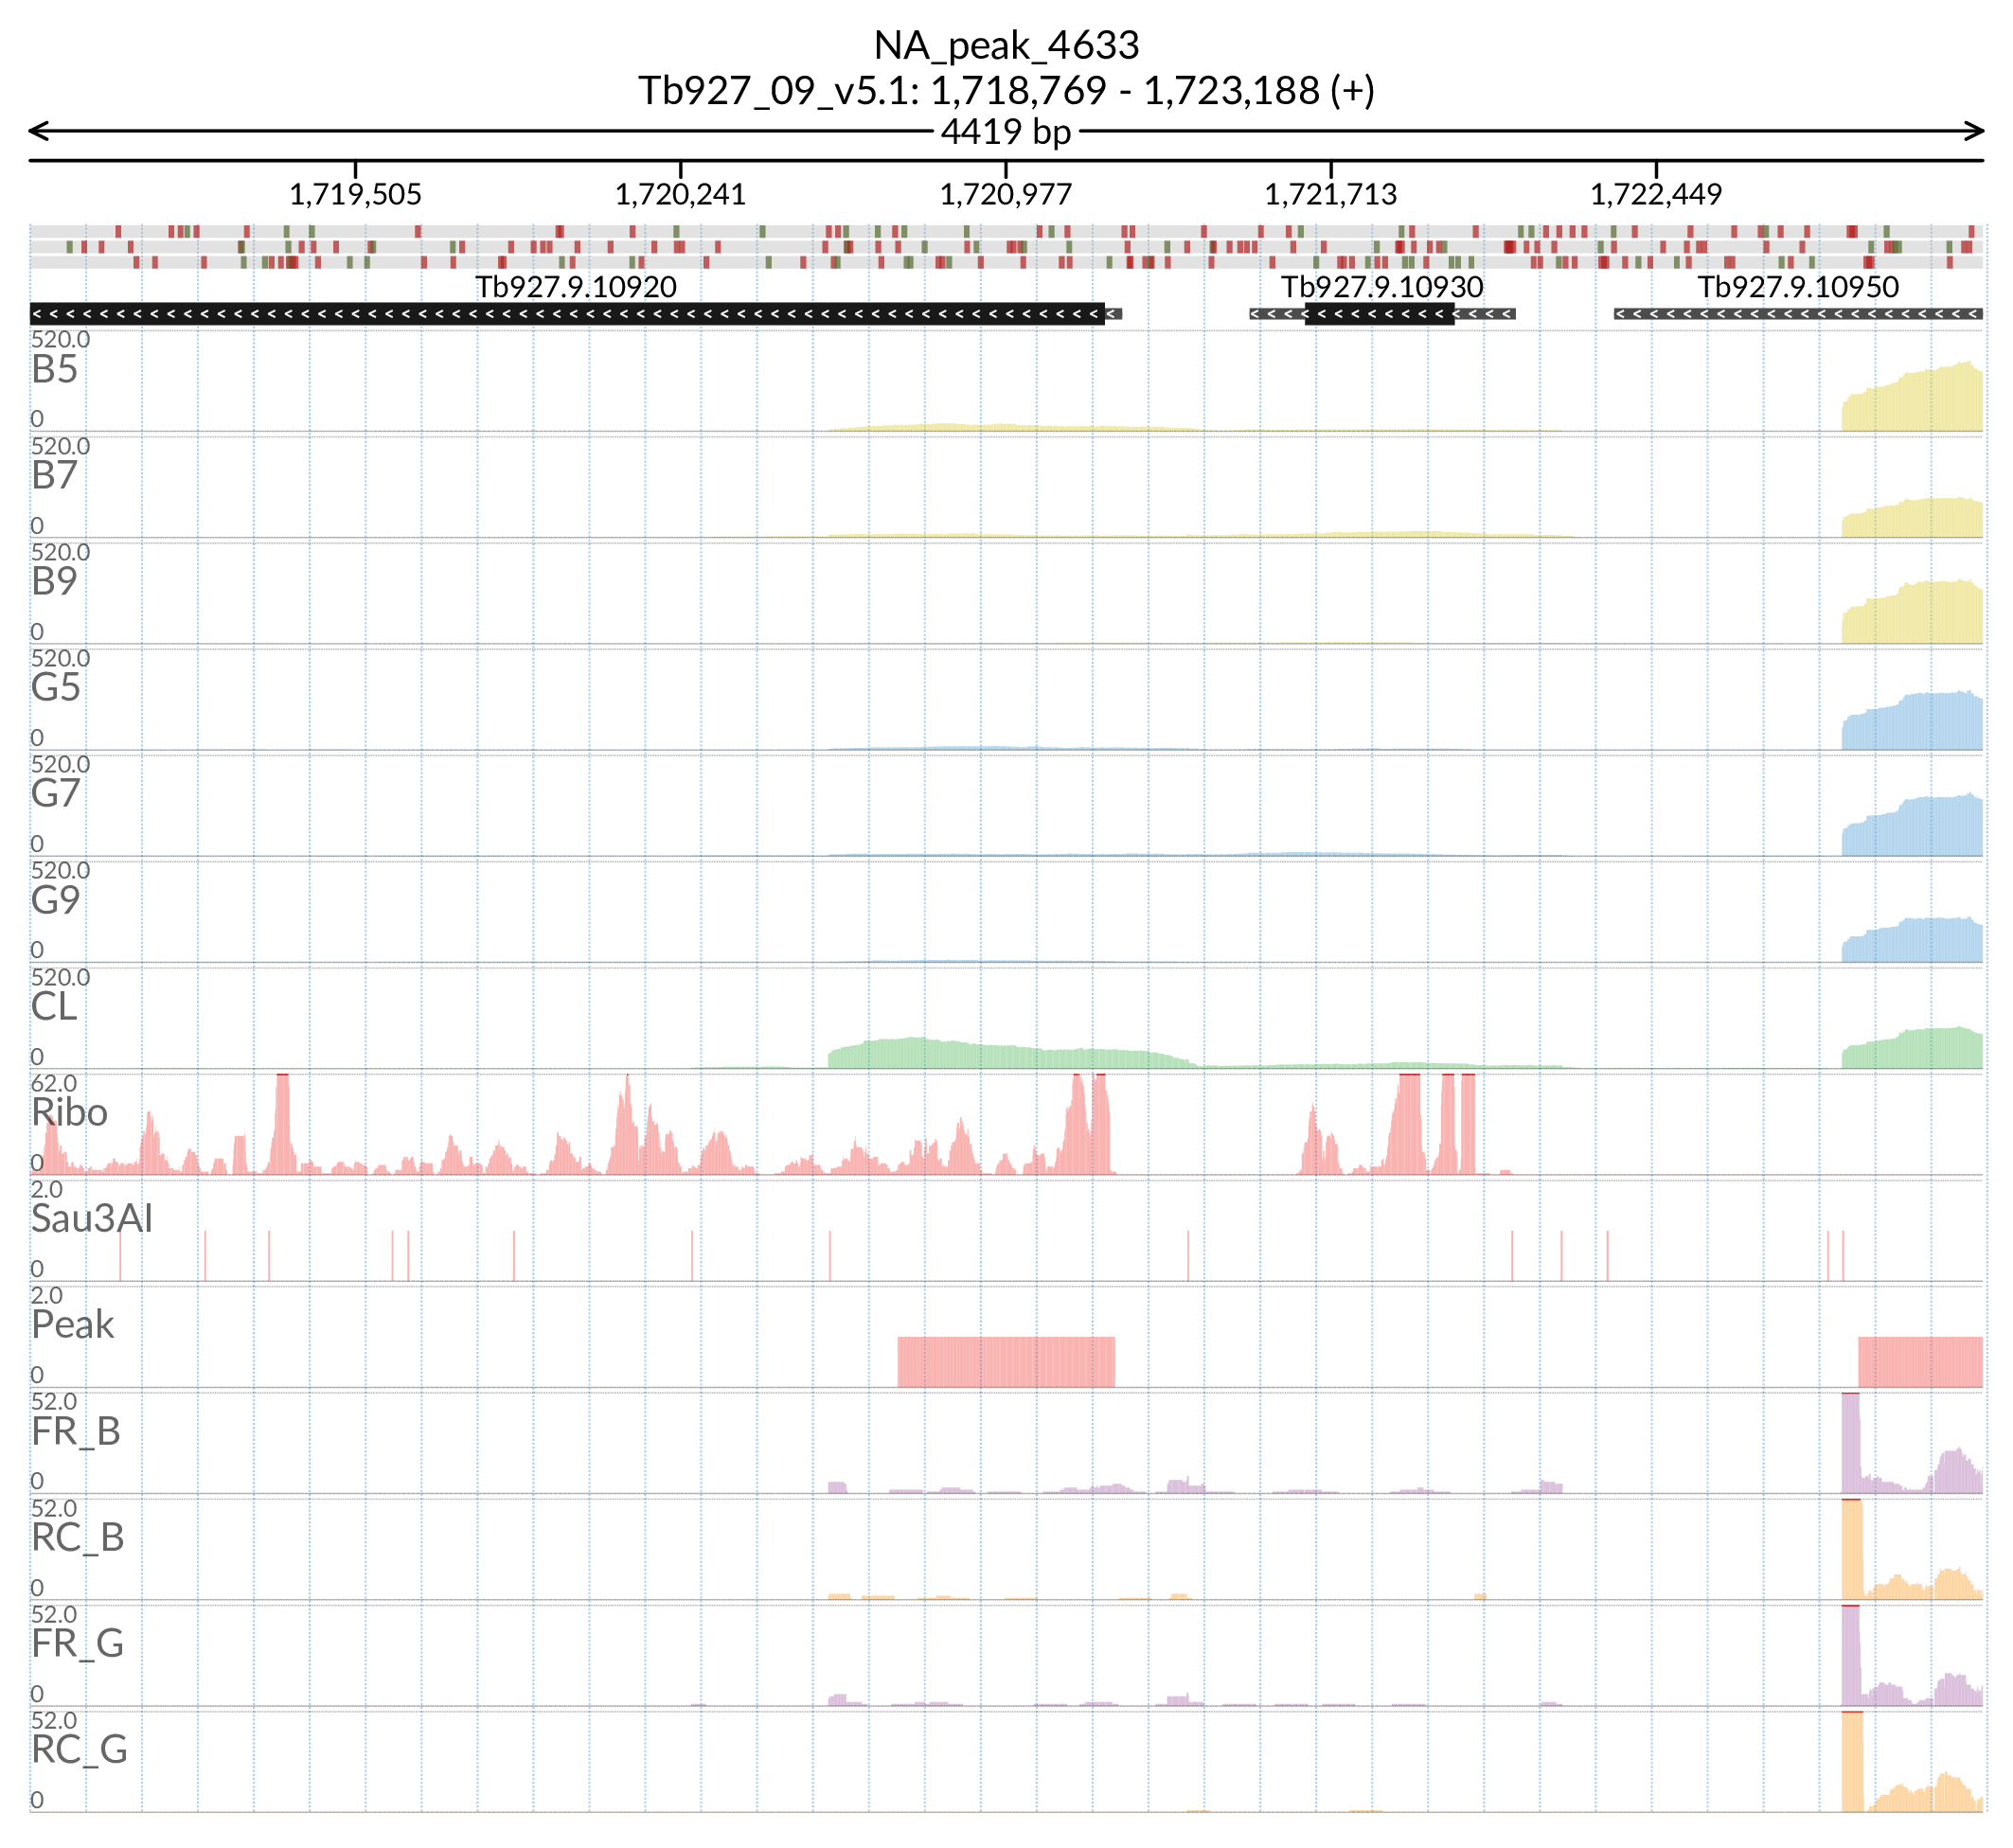 NA_peak_4633
Tb927_09_v5.1: 1,718,769 - 1,723,188 (+)
4419 bp
1,719,505 1,720,241 1,720,977 1,721,713 1,722,449
Tb927.9.10920 Tb927.9.10930 Tb927.9.10950
520.0
B5
0
520.0
B7
0
520.0
B9
0
520.0
G5
0
520.0
G7
0
520.0
G9
0
520.0
CL
0
62.0
Ribo
0
2.0
Sau3AI
0
2.0
Peak
0
52.0
FR_B
0
52.0
RC_B
0
52.0
FR_G
0
52.0
RC_G
0